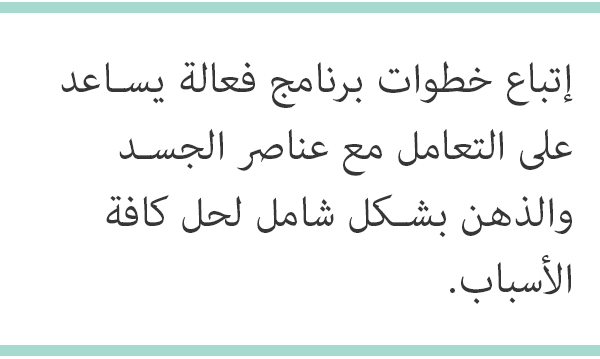 إتباع خطوات برنامج فعالة يساعد
على التعامل مع عناصر الجسد
والذهن بشكل شامل لحل كافة
الأسباب.